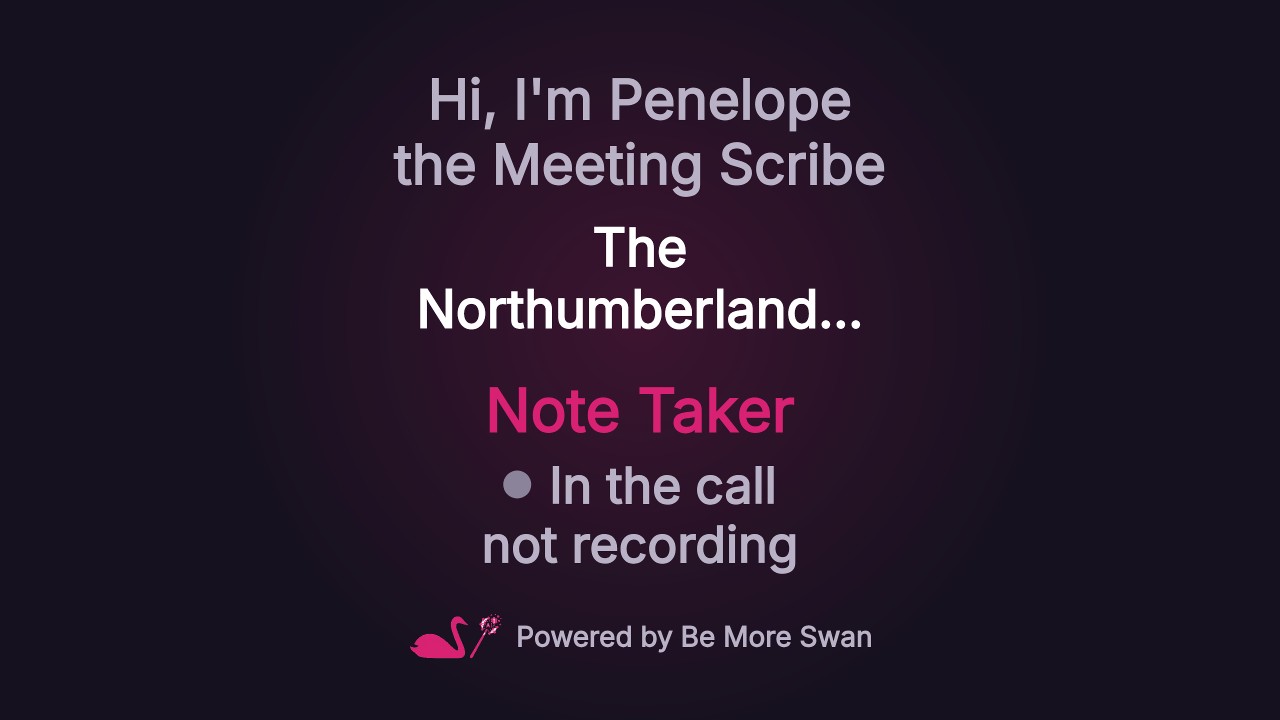 Hi, I'm Penelope
the Meeting Scribe
The
Northumberland...
Note Taker
In the call
not recording
Powered by Be More Swan